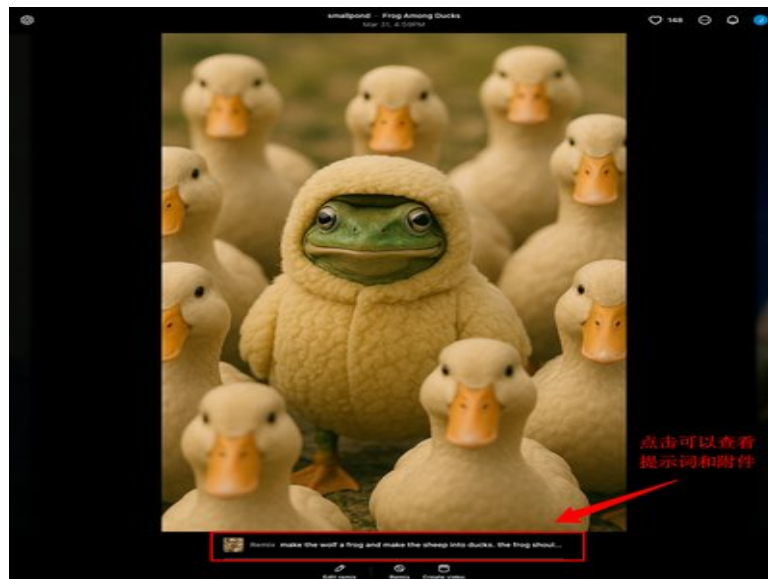 smallpond · Frog Among Ducks
Mar 31, 4:59PM
148
点击可以查看
提示词和附件
Remix make the wolf a frog and make the sheep into ducks. the frog shoul...
Edit remix Remix Create video